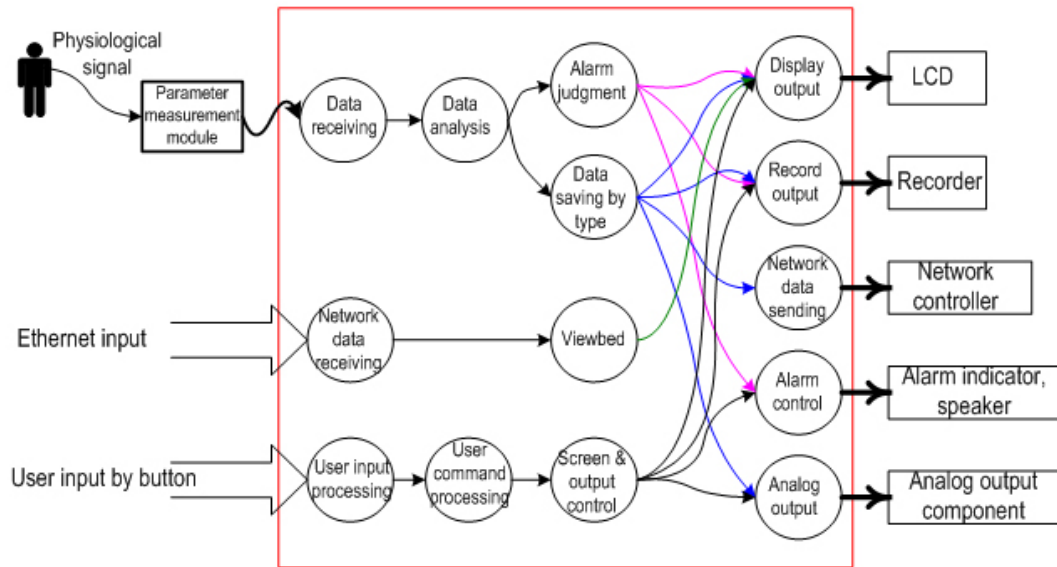 Physiological
signal
Parameter
measurement
module
Data
receiving
Data
analysis
Alarm
judgment
Data
saving by
type
Display
output
LCD
Record
output
Recorder
Network
data
sending
Network
controller
Ethernet input
Network
data
receiving
Viewbed
Alarm
control
Alarm indicator,
speaker
User input by button
User input
processing
User
command
processing
Screen &
output
control
Analog
output
Analog output
component